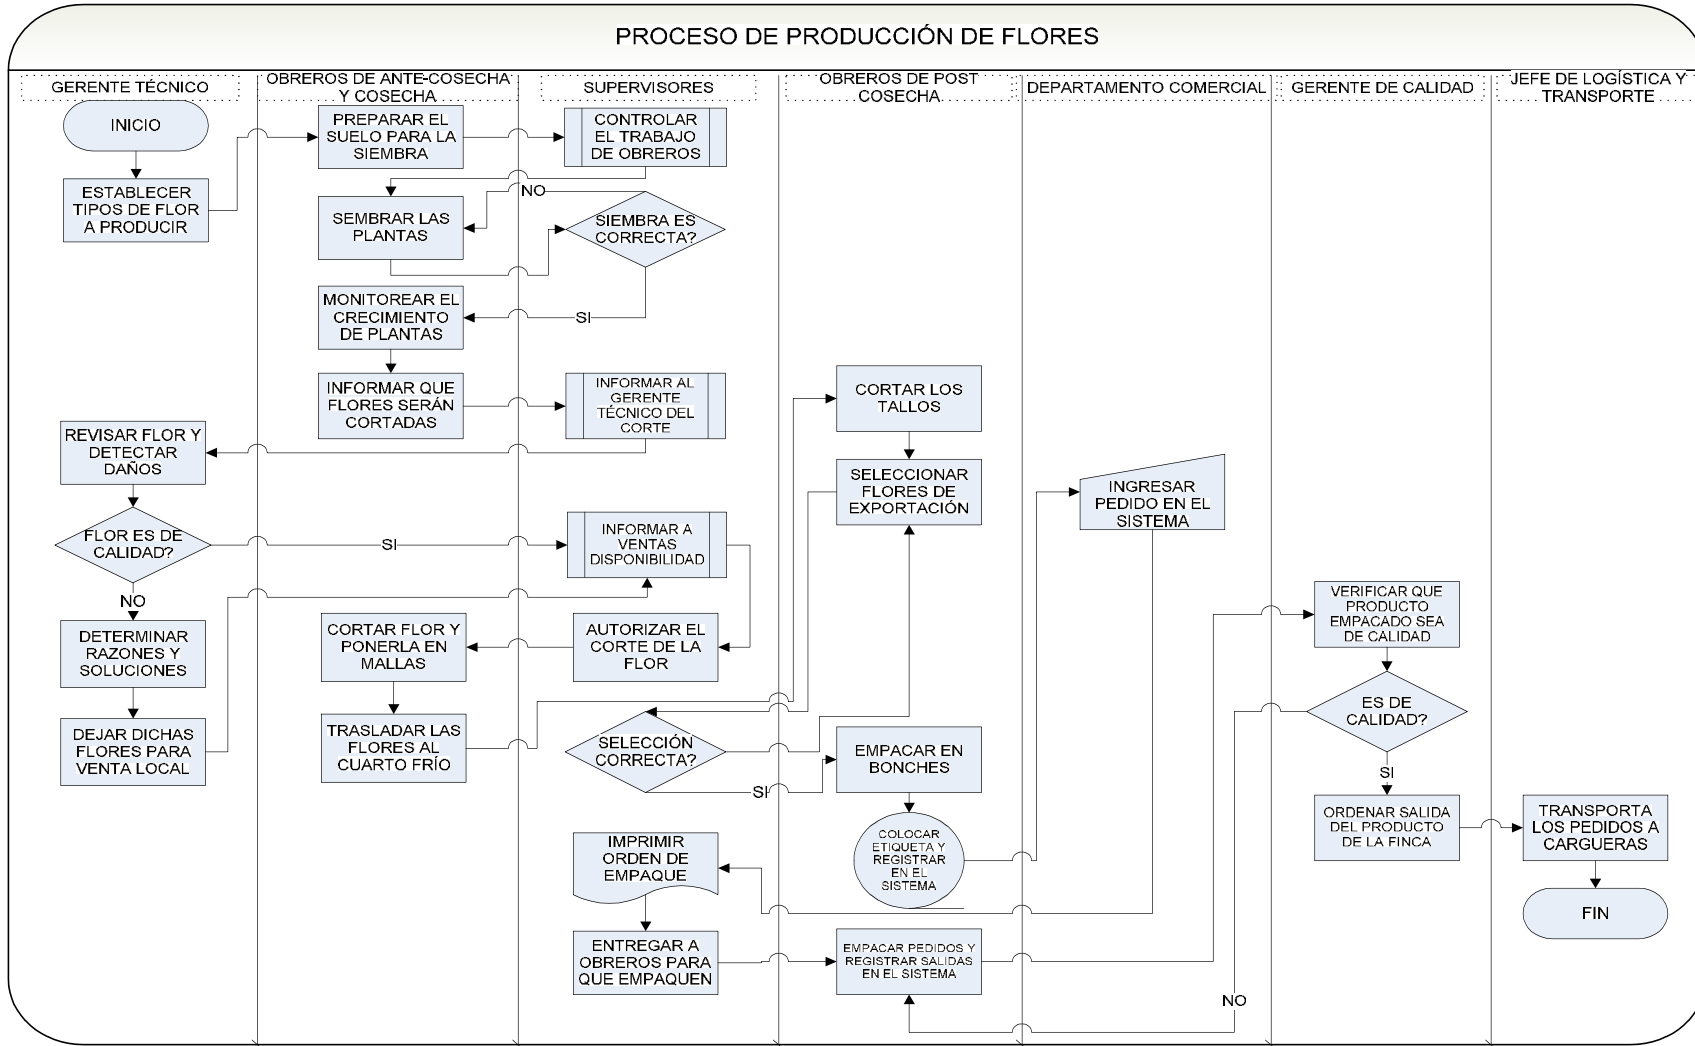 PROCESO DE PRODUCCIÓN DE FLORES
GERENTE TÉCNICO
OBREROS DE ANTE-COSECHA
Y COSECHA
SUPERVISORES
OBREROS DE POST
COSECHA
DEPARTAMENTO COMERCIAL
GERENTE DE CALIDAD
JEFE DE LOGÍSTICA Y
TRANSPORTE
INICIO
ESTABLECER
TIPOS DE FLOR
A PRODUCIR
PREPARAR EL
SUELO PARA LA
SIEMBRA
CONTROLAR
EL TRABAJO
DE OBREROS
SEMBRAR LAS
PLANTAS
NO
SIEMBRA ES
CORRECTA?
SI
MONITOREAR EL
CRECIMIENTO
DE PLANTAS
INFORMAR QUE
FLORES SERÁN
CORTADAS
INFORMAR AL
GERENTE
TÉCNICO DEL
CORTE
REVISAR FLOR Y
DETECTAR
DAÑOS
FLOR ES DE
CALIDAD?
SI
NO
INFORMAR A
VENTAS
DISPONIBILIDAD
DETERMINAR
RAZONES Y
SOLUCIONES
DEJAR DICHAS
FLORES PARA
VENTA LOCAL
AUTORIZAR EL
CORTE DE LA
FLOR
CORTAR FLOR Y
PONERLA EN
MALLAS
TRASLADAR LAS
FLORES AL
CUARTO FRÍO
CORTAR LOS
TALLOS
SELECCIONAR
FLORES DE
EXPORTACIÓN
SELECCIÓN
CORRECTA?
SI
EMPACAR EN
BONCHES
COLOCAR
ETIQUETA Y
REGISTRAR
EN EL
SISTEMA
INGRESAR
PEDIDO EN EL
SISTEMA
IMPRIMIR
ORDEN DE
EMPAQUE
ENTREGAR A
OBREROS PARA
QUE EMPAQUEN
EMPACAR PEDIDOS Y
REGISTRAR SALIDAS
EN EL SISTEMA
VERIFICAR QUE
PRODUCTO
EMPACADO SEA
DE CALIDAD
ES DE
CALIDAD?
NO
SI
ORDENAR SALIDA
DEL PRODUCTO
DE LA FINCA
TRANSPORTA
LOS PEDIDOS A
CARGUERAS
FIN